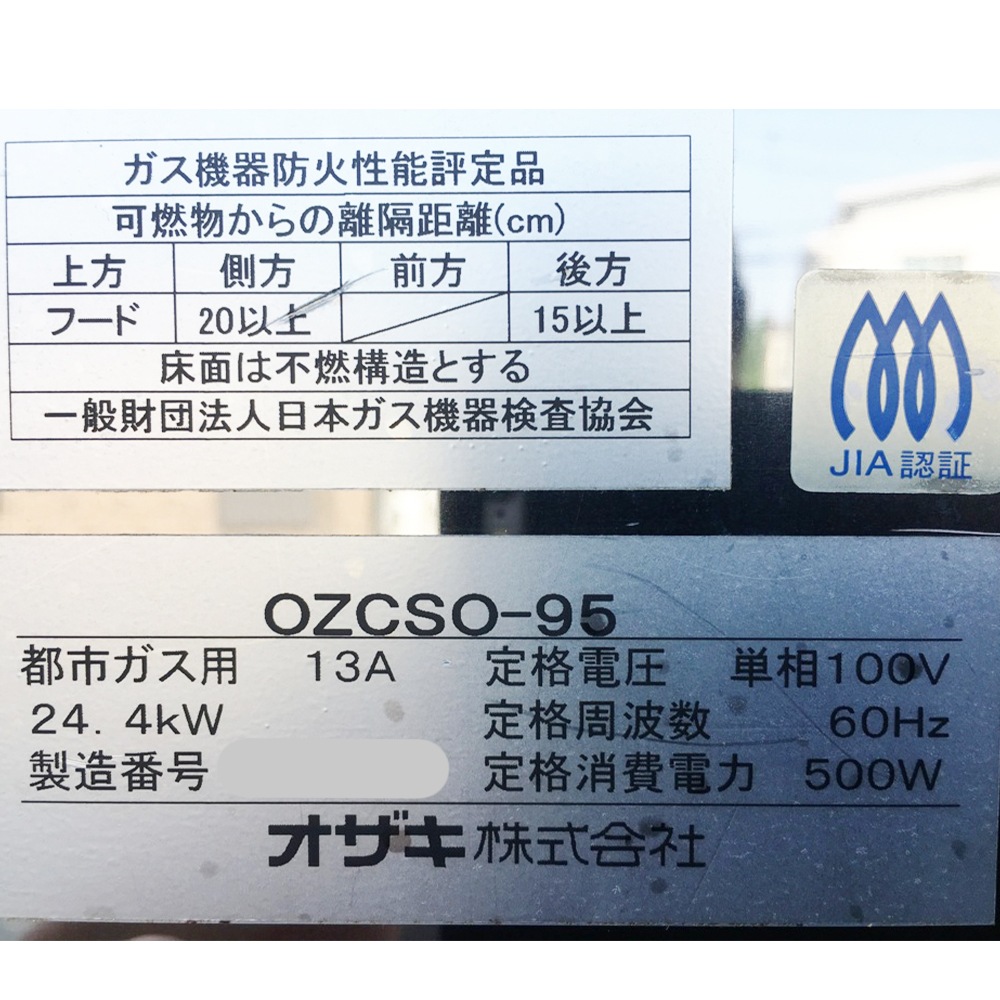 ガス機器防火性能評定品
可燃物からの離隔距離(cm)
上方 側方 前方 後方
フード 20以上 15以上
床面は不燃構造とする
一般財団法人日本ガス機器検査協会
JIA認証
OZCSO-95
都市ガス用 13A 定格電圧 単相100V
24.4kW 定格周波数 60Hz
製造番号 定格消費電力 500W
オザキ株式会社